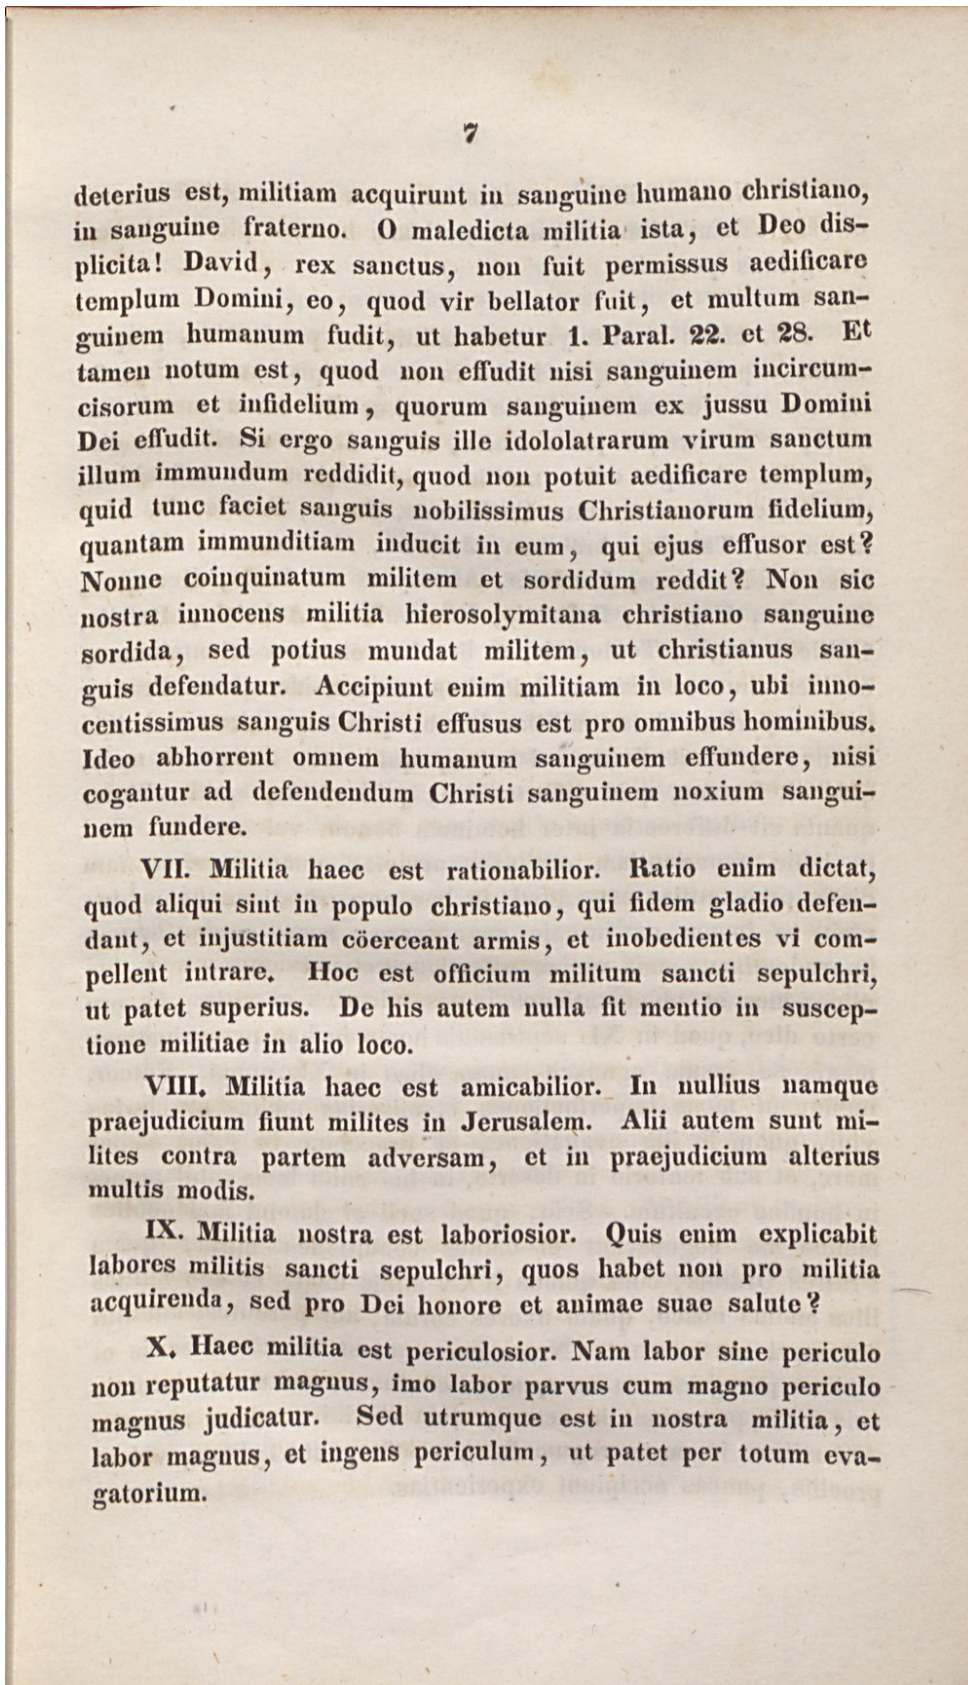 7
deterius est, militiam acquirunt in sanguine humano christiano,
in sanguine fraterno. O maledicta militia ista, et Deo dis-
plicita! David, rex sanctus, non fuit permissus aedificare
templum Domini, eo, quod vir bellator fuit, et multum san-
guinem humanum fudit, ut habetur 1. Paral. 22. et 28. Et
tamen notum est, quod non effudit nisi sanguinem incircum-
cisorum et infidelium, quorum sanguinem ex jussu Domini
Dei effudit. Si ergo sanguis ille idololatrarum virum sanctum
illum immundum reddidit, quod non potuit aedificare templum,
quid tunc faciet sanguis nobilissimus Christianorum fidelium,
quantam immunditiam inducit in eum, qui ejus effusor est?
Nonne coinquinatum militem et sordidum reddit? Non sic
nostra innocens militia hierosolymitana christiano sanguine
sordida, sed potius mundat militem, ut christianus san-
guis defendatur. Accipiunt enim militiam in loco, ubi inno-
centissimus sanguis Christi effusus est pro omnibus hominibus.
Ideo abhorrent omnem humanum sanguinem effundere, nisi
cogantur ad defendendum Christi sanguinem noxium sangui-
nem fundere.
VII. Militia haec est rationabilior. Ratio enim dictat,
quod aliqui sint in populo christiano, qui fidem gladio defen-
dant, et injustitiam cöerceant armis, et inobedientes vi com-
pellent intrare. Hoc est officium militum sancti sepulchri,
ut patet superius. De his autem nulla fit mentio in suscep-
tione militiae in alio loco.
VIII. Militia haec est amicabilior. In nullius namque
praejudicium fiunt milites in Jerusalem. Alii autem sunt mi-
lites contra partem adversam, et in praejudicium alterius
multis modis.
IX. Militia nostra est laboriosior. Quis enim explicabit
labores militis sancti sepulchri, quos habet non pro militia
acquirenda, sed pro Dei honore et animae suae salute?
X. Haec militia est periculosior. Nam labor sine periculo
non reputatur magnus, imo labor parvus cum magno periculo
magnus judicatur. Sed utrumque est in nostra militia, et
labor magnus, et ingens periculum, ut patet per totum eva-
gatorium.